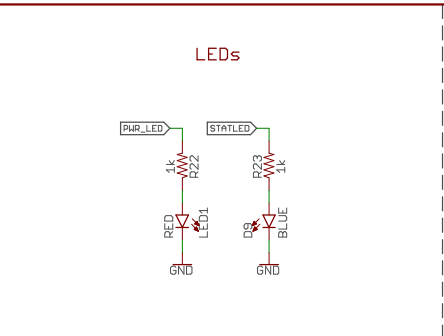 LEDs
PWR_LED
STATLED
1k
R22
R23
1k
RED
LED1
D9
BLUE
GND
GND